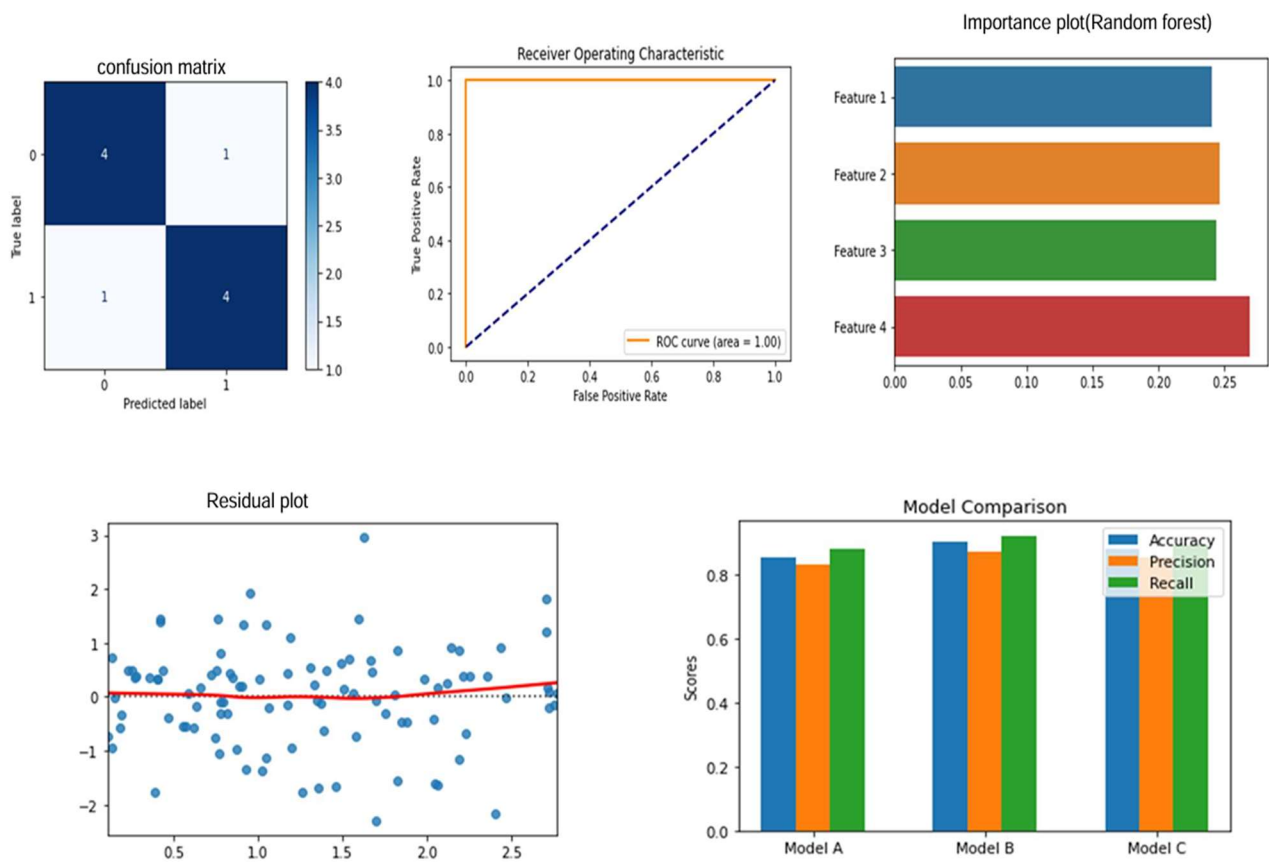 Importance plot(Random forest)
confusion matrix
Receiver Operating Characteristic
True label
0
1
4 1
1 4
0 1
Predicted label
4.0
3.5
3.0
2.5
2.0
1.5
1.0
True Positive Rate
1.0
0.8
0.6
0.4
0.2
0.0
ROC curve (area = 1.00)
0.0 0.2 0.4 0.6 0.8 1.0
False Positive Rate
Feature 1
Feature 2
Feature 3
Feature 4
0.00 0.05 0.10 0.15 0.20 0.25
Residual plot
3
2
1
0
−1
−2
0.5 1.0 1.5 2.0 2.5
Model Comparison
Scores
0.8
0.6
0.4
0.2
0.0
Accuracy
Precision
Recall
Model A Model B Model C